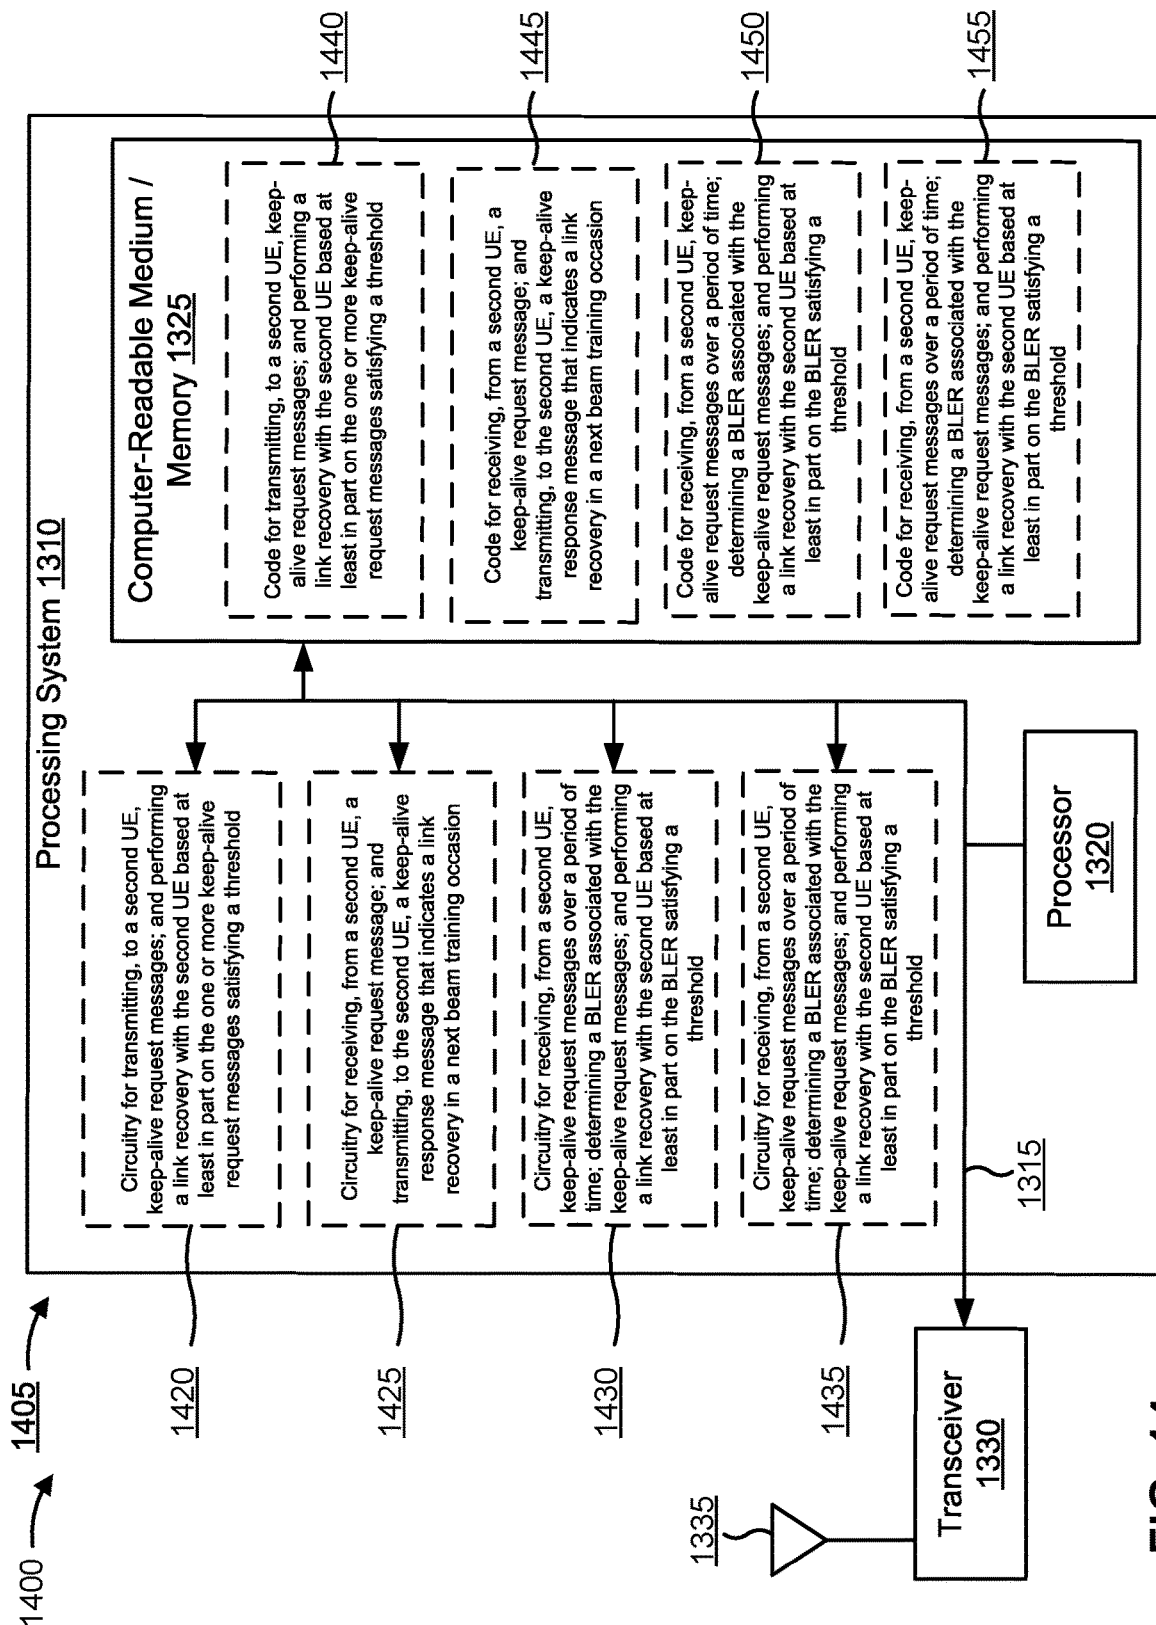 1400
1405
Processing System 1310
Computer-Readable Medium /
Memory 1325
1420
Circuitry for transmitting, to a second UE,
keep-alive request messages; and performing
a link recovery with the second UE based at
least in part on the one or more keep-alive
request messages satisfying a threshold
Code for transmitting, to a second UE, keep-
alive request messages; and performing a
link recovery with the second UE based at
least in part on the one or more keep-alive
request messages satisfying a threshold
1440
1425
Circuitry for receiving, from a second UE, a
keep-alive request message; and
transmitting, to the second UE, a keep-alive
response message that indicates a link
recovery in a next beam training occasion
Code for receiving, from a second UE, a
keep-alive request message; and
transmitting, to the second UE, a keep-alive
response message that indicates a link
recovery in a next beam training occasion
1445
1430
Circuitry for receiving, from a second UE,
keep-alive request messages over a period of
time; determining a BLER associated with the
keep-alive request messages; and performing
a link recovery with the second UE based at
least in part on the BLER satisfying a
threshold
Code for receiving, from a second UE, keep-
alive request messages over a period of time;
determining a BLER associated with the
keep-alive request messages; and performing
a link recovery with the second UE based at
least in part on the BLER satisfying a
threshold
1450
1435
Circuitry for receiving, from a second UE,
keep-alive request messages over a period of
time; determining a BLER associated with the
keep-alive request messages; and performing
a link recovery with the second UE based at
least in part on the BLER satisfying a
threshold
Code for receiving, from a second UE, keep-
alive request messages over a period of time;
determining a BLER associated with the
keep-alive request messages; and performing
a link recovery with the second UE based at
least in part on the BLER satisfying a
threshold
1455
1335
1315
Transceiver
1330
Processor
1320